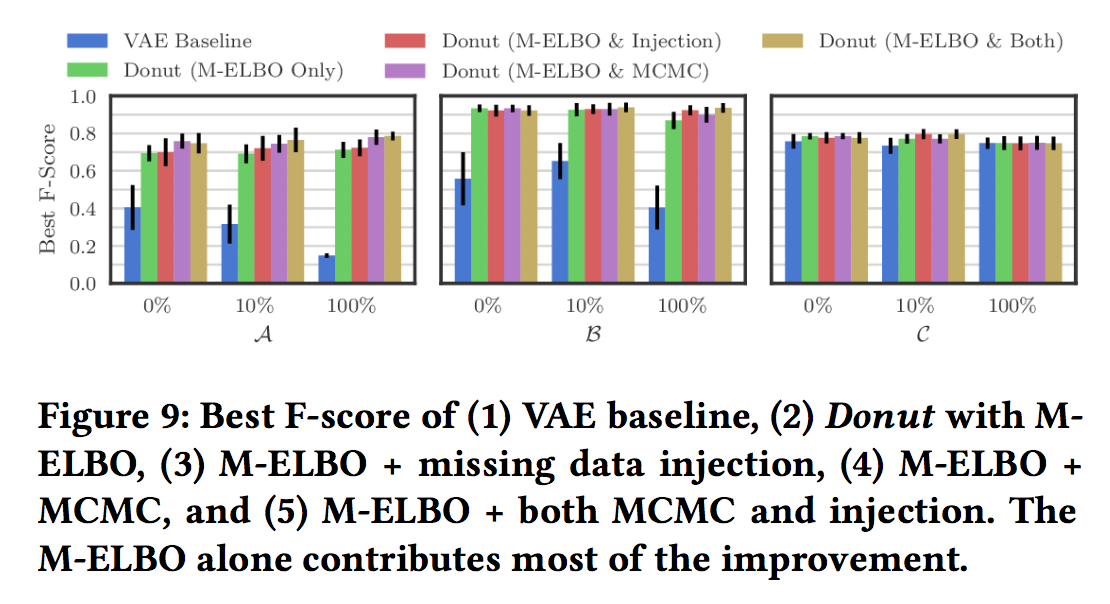 VAE Baseline
Donut (M-ELBO Only)
Donut (M-ELBO & Injection)
Donut (M-ELBO & MCMC)
Donut (M-ELBO & Both)
Best F-Score
1.0
0.8
0.6
0.4
0.2
0.0
0% 10% 100%
𝒜
0% 10% 100%
ℬ
0% 10% 100%
𝒞
Figure 9: Best F-score of (1) VAE baseline, (2) Donut with M-
ELBO, (3) M-ELBO + missing data injection, (4) M-ELBO +
MCMC, and (5) M-ELBO + both MCMC and injection. The
M-ELBO alone contributes most of the improvement.